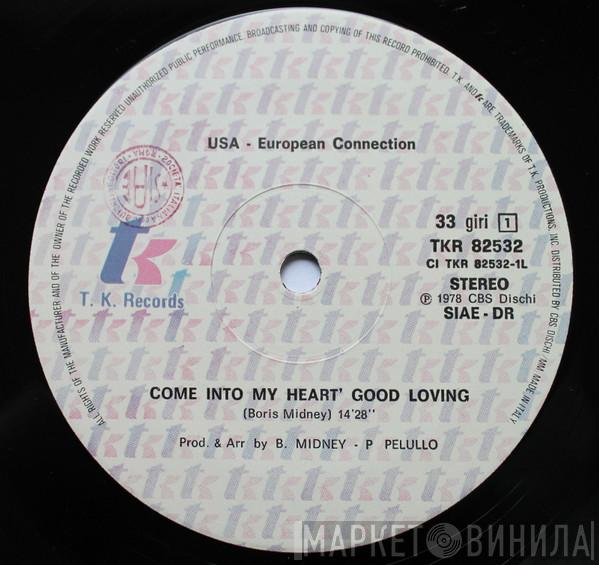 ALL RIGHTS OF THE MANUFACTURER AND OF THE OWNER OF THE RECORDED WORK RESERVED UNAUTHORIZED PUBLIC PERFORMANCE, BROADCASTING AND COPYING OF THIS RECORD PROHIBITED. T.K. AND tk ARE TRADEMARKS OF T.K. PRODUCTIONS, INC. DISTRIBUTED BY CBS DISCHI /MM. MADE IN ITALY
USA - European Connection
tk
T. K. Records
33 giri 1
TKR 82532
CI TKR 82532-1L
STEREO
℗ 1978 CBS Dischi
SIAE - DR
COME INTO MY HEART' GOOD LOVING
(Boris Midney) 14'28''
Prod. & Arr by B. MIDNEY - P PELULLO
МАРКЕТ ВИНИЛА